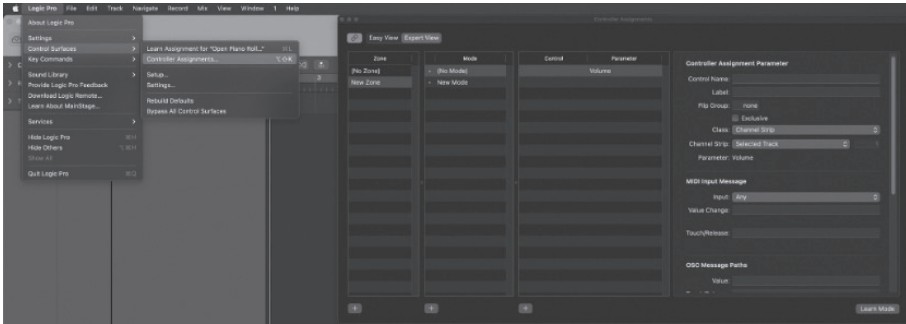 Logic Pro File Edit Track Navigate Record Mix View Window 1 Help
About Logic Pro
Settings
Control Surfaces
Key Commands
Sound Library
Provide Logic Pro Feedback
Download Logic Remote...
Learn About MainStage...
Services
Hide Logic Pro ⌘H
Hide Others ⌥⌘H
Show All
Quit Logic Pro ⌘Q
Learn Assignment for "Open Piano Roll..." ⌘L
Controller Assignments... ⌥⇧K
Setup...
Settings...
Rebuild Defaults
Bypass All Control Surfaces
3
Controller Assignments
Easy View Expert View
Zone
(No Zone)
New Zone
Mode
(No Mode)
New Mode
Control Parameter
Volume
Controller Assignment Parameter
Control Name:
Label:
Flip Group: none
Exclusive
Class: Channel Strip
Channel Strip: Selected Track
Parameter: Volume
MIDI Input Message
Input: Any
Value Change:
Touch/Release:
OSC Message Paths
Value:
+ + +
Learn Mode